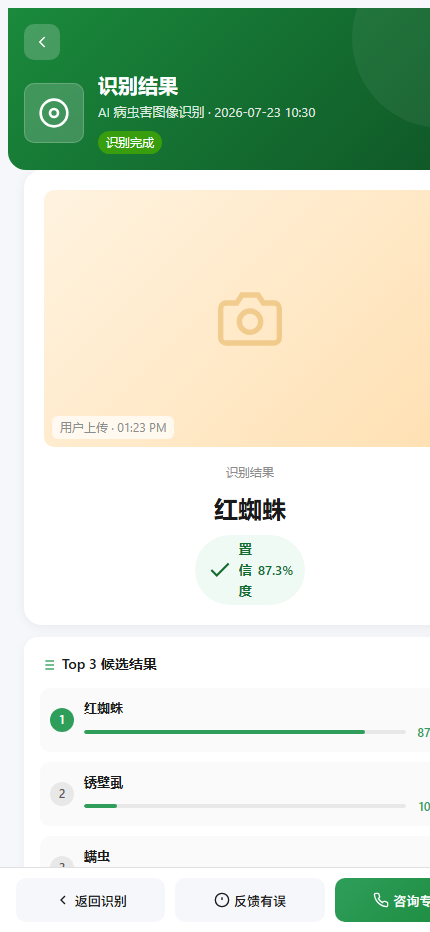 识别结果
AI 病虫害图像识别 · 2026-07-23 10:30
识别完成
用户上传 · 01:23 PM
识别结果
红蜘蛛
置信度 87.3%
Top 3 候选结果
1 红蜘蛛
87
2 锈壁虱
10
螨虫
返回识别
反馈有误
咨询专